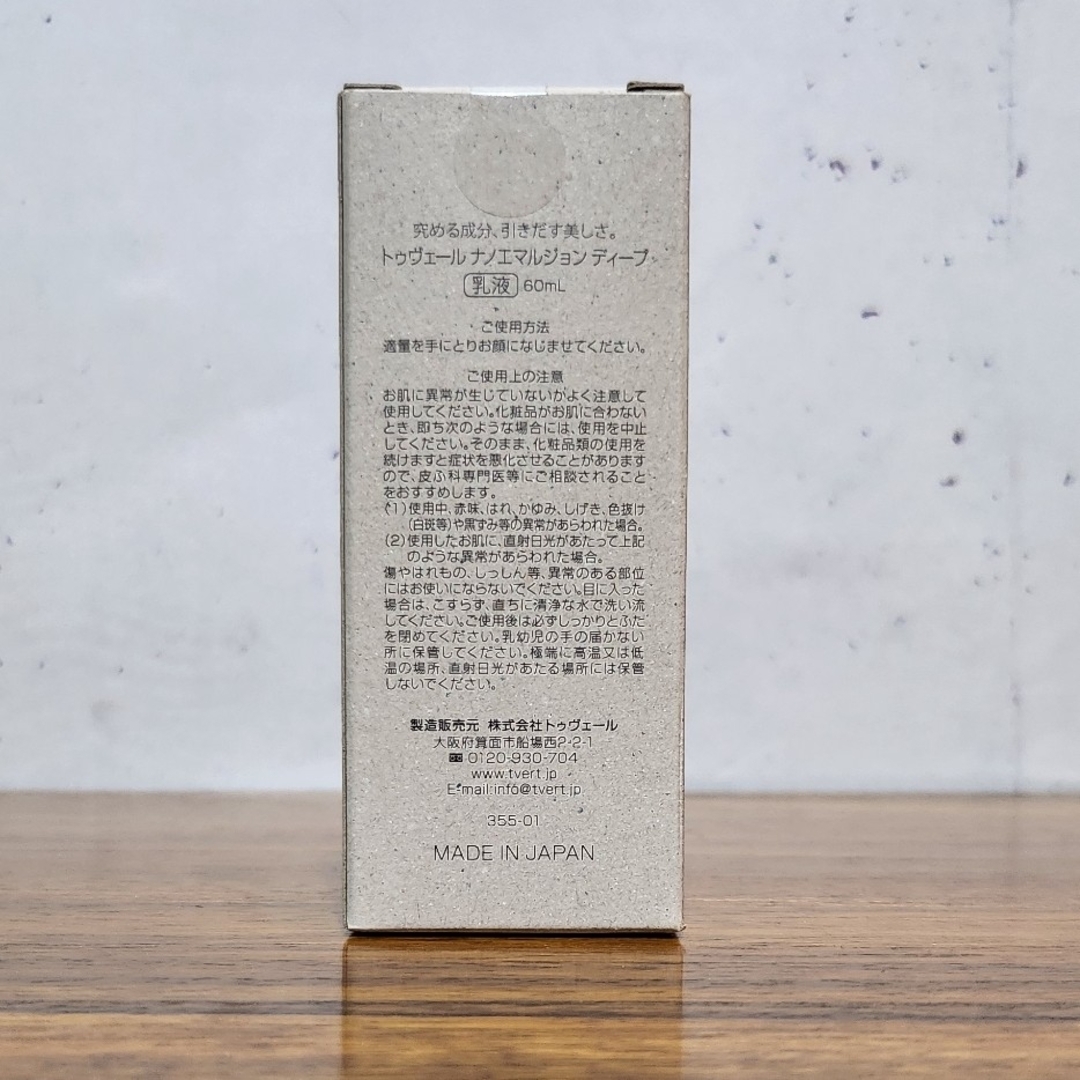 究める成分、引きだす美しさ。
トゥヴェール ナノエマルジョン ディープ
乳液 60mL
ご使用方法
適量を手にとりお顔になじませてください。
ご使用上の注意
お肌に異常が生じていないかよく注意して
使用してください。化粧品がお肌に合わない
とき、即ち次のような場合には、使用を中止
してください。そのまま、化粧品類の使用を
続けますと症状を悪化させることがあります
ので、皮ふ科専門医等にご相談されること
をおすすめします。
(1)使用中、赤味、はれ、かゆみ、しげき、色抜け
(白斑等)や黒ずみ等の異常があらわれた場合。
(2)使用したお肌に、直射日光があたって上記
のような異常があらわれた場合。
傷やはれもの、しっしん等、異常のある部位
にはお使いにならないでください。目に入った
場合は、こすらず、直ちに清浄な水で洗い流
してください。ご使用後は必ずしっかりとふた
を閉めてください。乳幼児の手の届かない
所に保管してください。極端に高温又は低
温の場所、直射日光があたる場所には保管
しないでください。
製造販売元 株式会社トゥヴェール
大阪府箕面市船場西2-2-1
0120-930-704
www.tvert.jp
E-mail:info@tvert.jp
355-01
MADE IN JAPAN